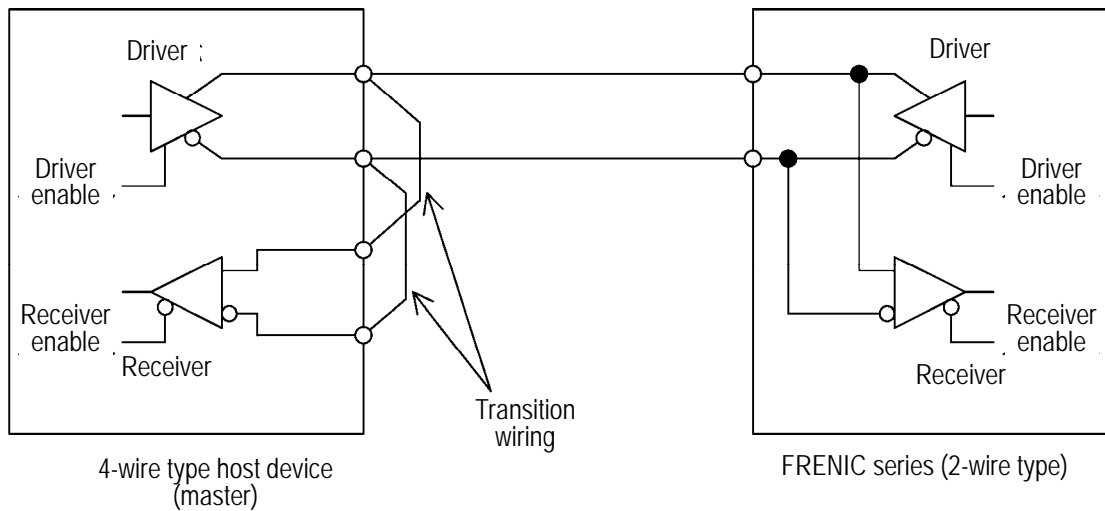 Driver
Driver
enable
Receiver
enable
Receiver
Transition
wiring
4-wire type host device
(master)
Driver
Driver
enable
Receiver
enable
Receiver
FRENIC series (2-wire type)